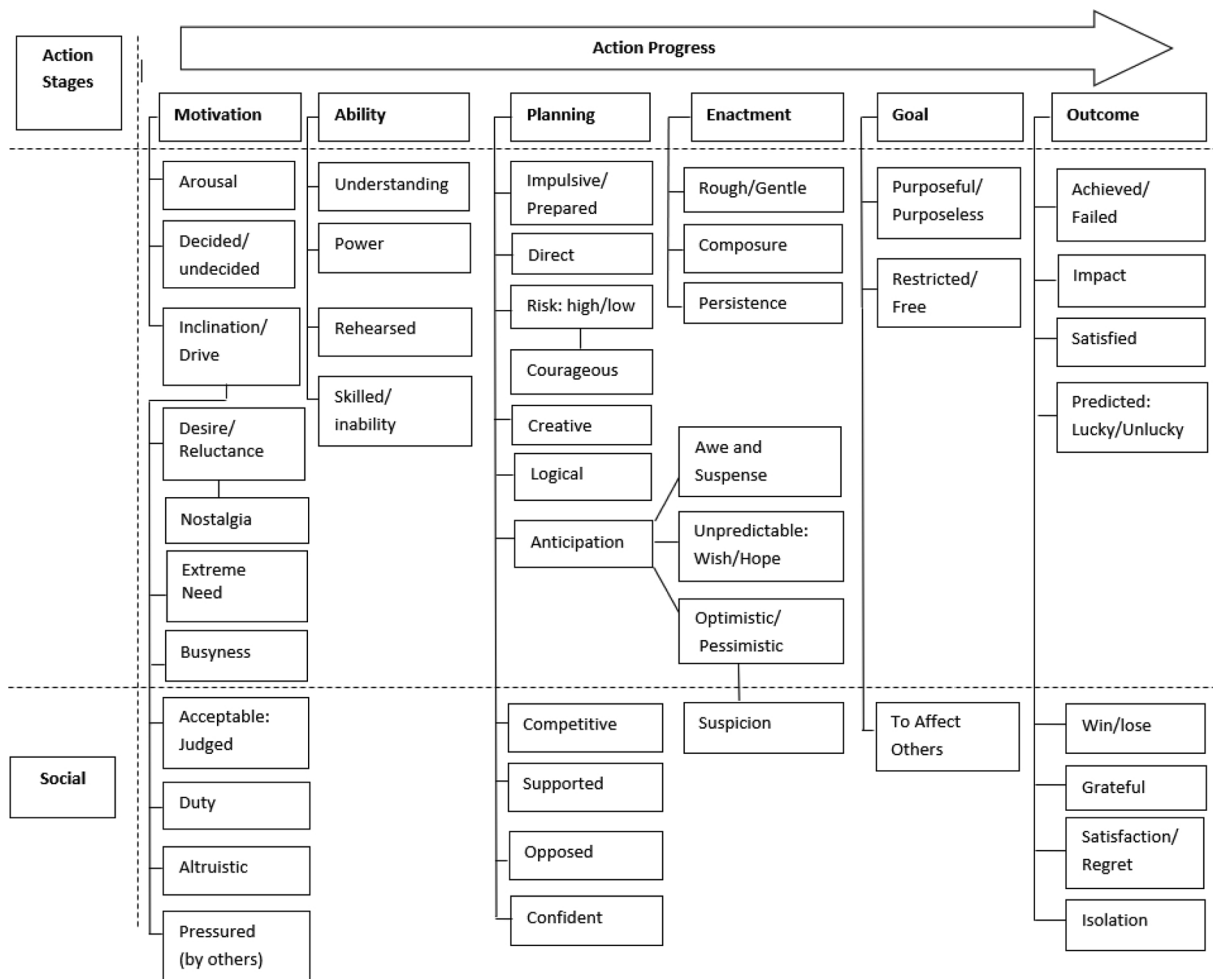 Action
Stages
Action Progress
Motivation
Ability
Planning
Enactment
Goal
Outcome
Arousal
Decided/
undecided
Inclination/
Drive
Desire/
Reluctance
Nostalgia
Extreme
Need
Busyness
Understanding
Power
Rehearsed
Skilled/
inability
Impulsive/
Prepared
Direct
Risk: high/low
Courageous
Creative
Logical
Anticipation
Rough/Gentle
Composure
Persistence
Awe and
Suspense
Unpredictable:
Wish/Hope
Optimistic/
Pessimistic
Purposeful/
Purposeless
Restricted/
Free
Achieved/
Failed
Impact
Satisfied
Predicted:
Lucky/Unlucky
Social
Acceptable:
Judged
Duty
Altruistic
Pressured
(by others)
Competitive
Supported
Opposed
Confident
Suspicion
To Affect
Others
Win/lose
Grateful
Satisfaction/
Regret
Isolation